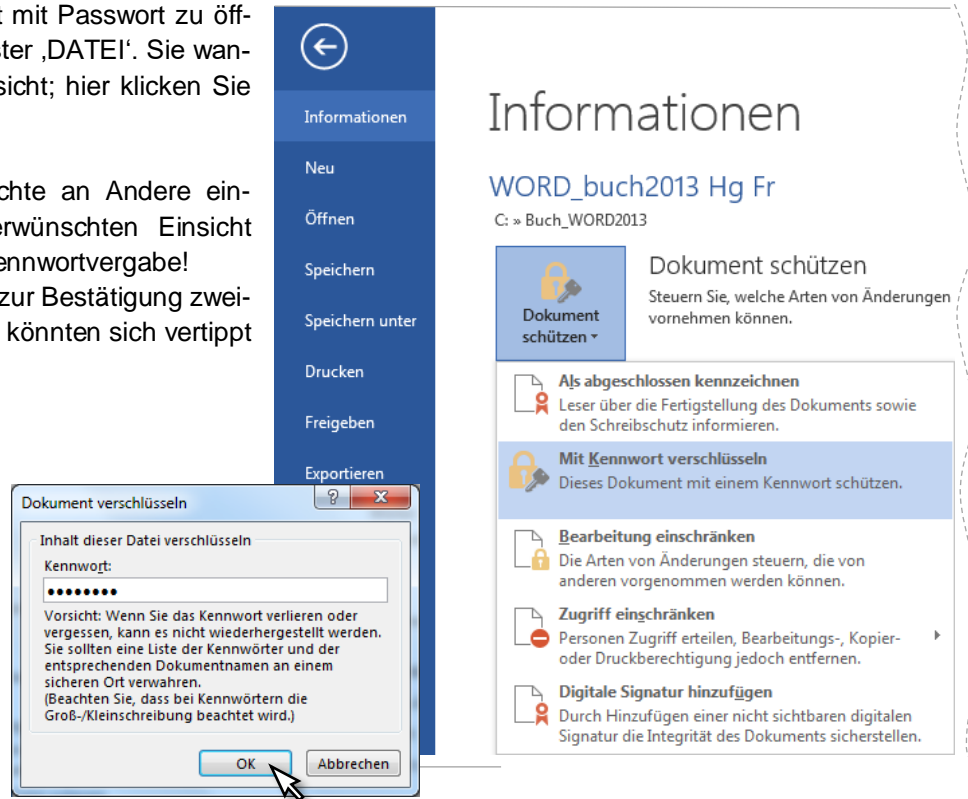 t mit Passwort zu öff-
ster ‚DATEI‘. Sie wan-
sicht; hier klicken Sie
chte an Andere ein-
erwünschten Einsicht
ennwortvergabe!
zur Bestätigung zwei-
könnten sich vertippt
Informationen
Neu
Öffnen
Speichern
Speichern unter
Drucken
Freigeben
Exportieren
Informationen
WORD_buch2013 Hg Fr
C: » Buch_WORD2013
Dokument
schützen
Dokument schützen
Steuern Sie, welche Arten von Änderungen
vornehmen können.
Als abgeschlossen kennzeichnen
Leser über die Fertigstellung des Dokuments sowie
den Schreibschutz informieren.
Mit Kennwort verschlüsseln
Dieses Dokument mit einem Kennwort schützen.
Bearbeitung einschränken
Die Arten von Änderungen steuern, die von
anderen vorgenommen werden können.
Zugriff einschränken
Personen Zugriff erteilen, Bearbeitungs-, Kopier-
oder Druckberechtigung jedoch entfernen.
Digitale Signatur hinzufügen
Durch Hinzufügen einer nicht sichtbaren digitalen
Signatur die Integrität des Dokuments sicherstellen.
Dokument verschlüsseln
Inhalt dieser Datei verschlüsseln
Kennwort:
••••••••
Vorsicht: Wenn Sie das Kennwort verlieren oder
vergessen, kann es nicht wiederhergestellt werden.
Sie sollten eine Liste der Kennwörter und der
entsprechenden Dokumentnamen an einem
sicheren Ort verwahren.
(Beachten Sie, dass bei Kennwörtern die
Groß-/Kleinschreibung beachtet wird.)
OK
Abbrechen